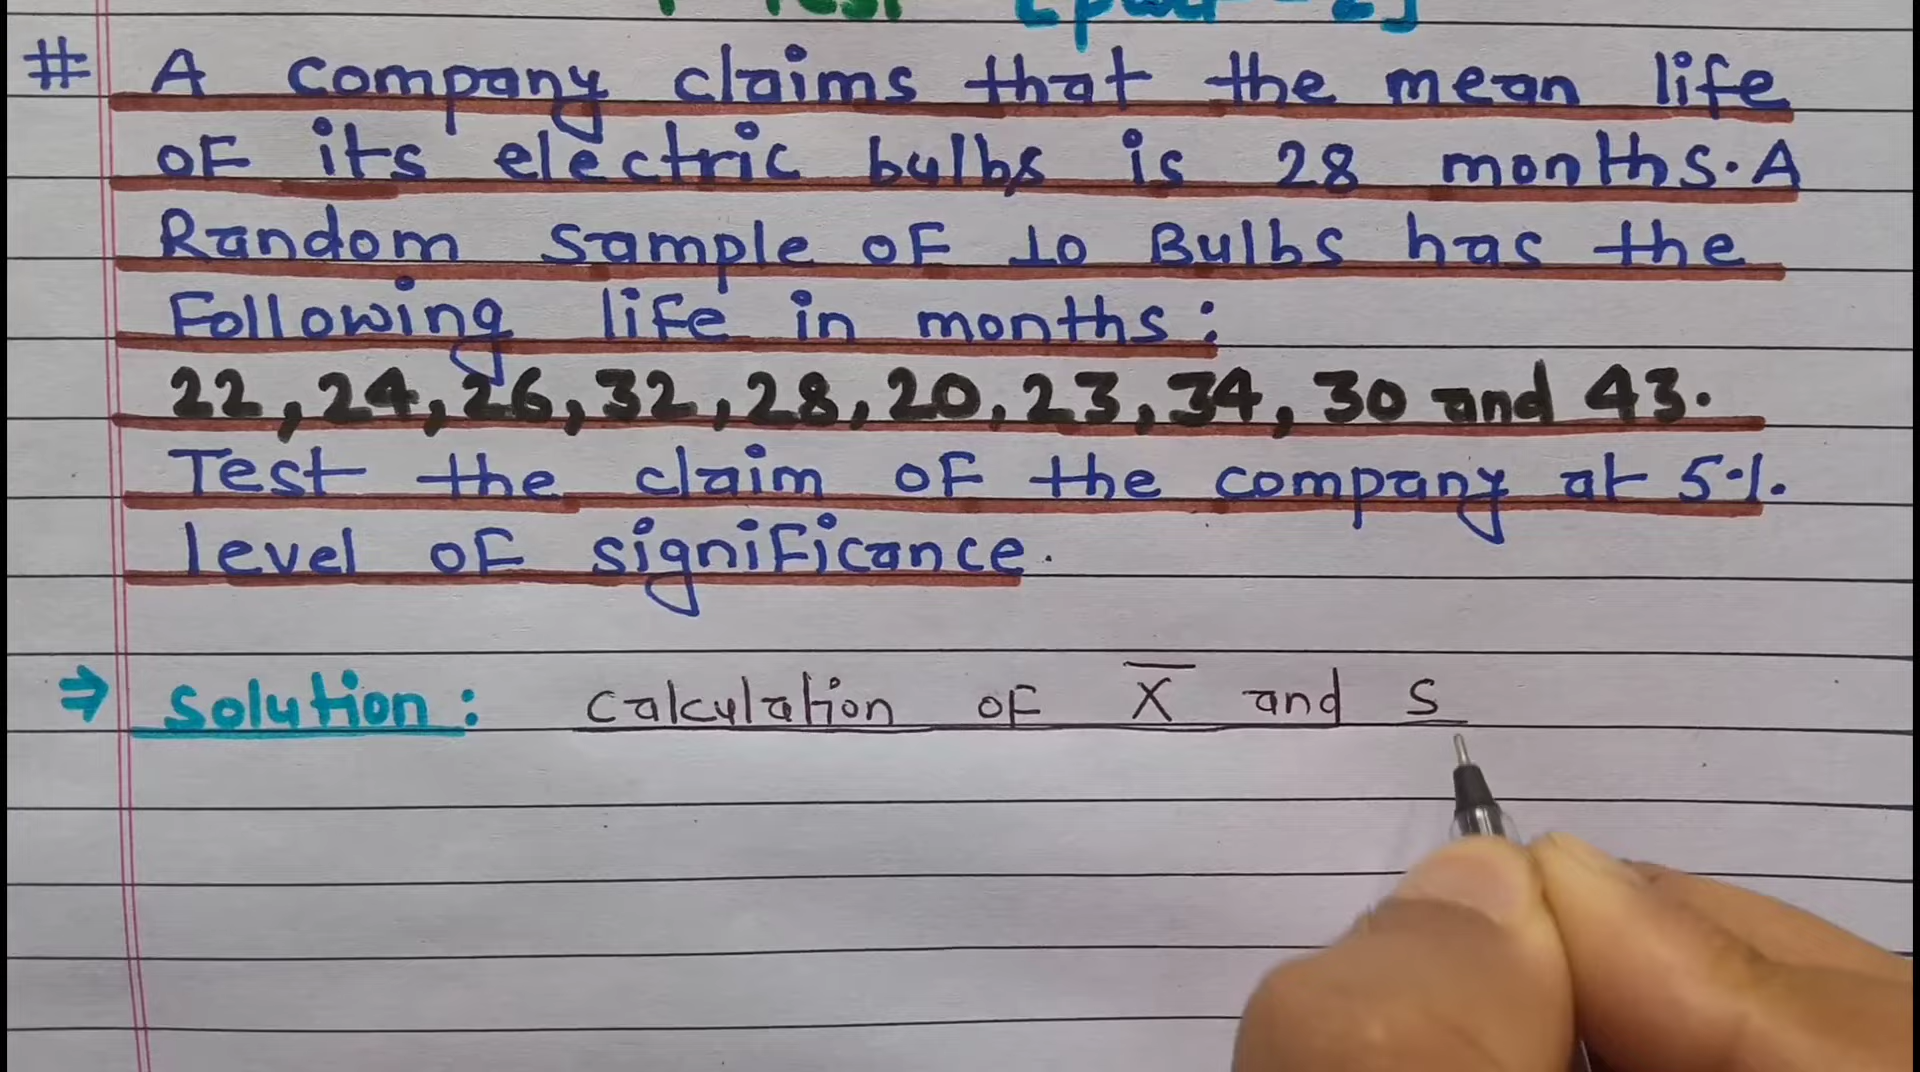 # A company claims that the mean life
of its electric bulbs is 28 months. A
Random sample of 10 Bulbs has the
Following life in months:
22, 24, 26, 32, 28, 20, 23, 34, 30 and 43.
Test the claim of the company at 5%
level of significance.
⇒ Solution: Calculation of X̅ and S